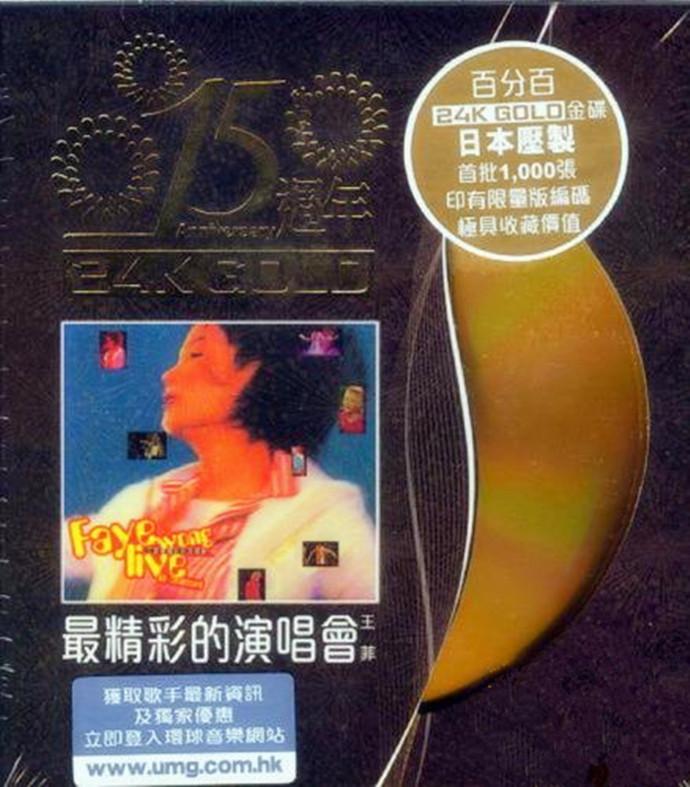 百分百
24K GOLD金碟
日本壓製
首批1,000張
印有限量版編碼
極具收藏價值
15週年
Anniversary
24K GOLD
Faye wong
live
最精彩的演唱會
王菲
獲取歌手最新資訊
及獨家優惠
立即登入環球音樂網站
www.umg.com.hk